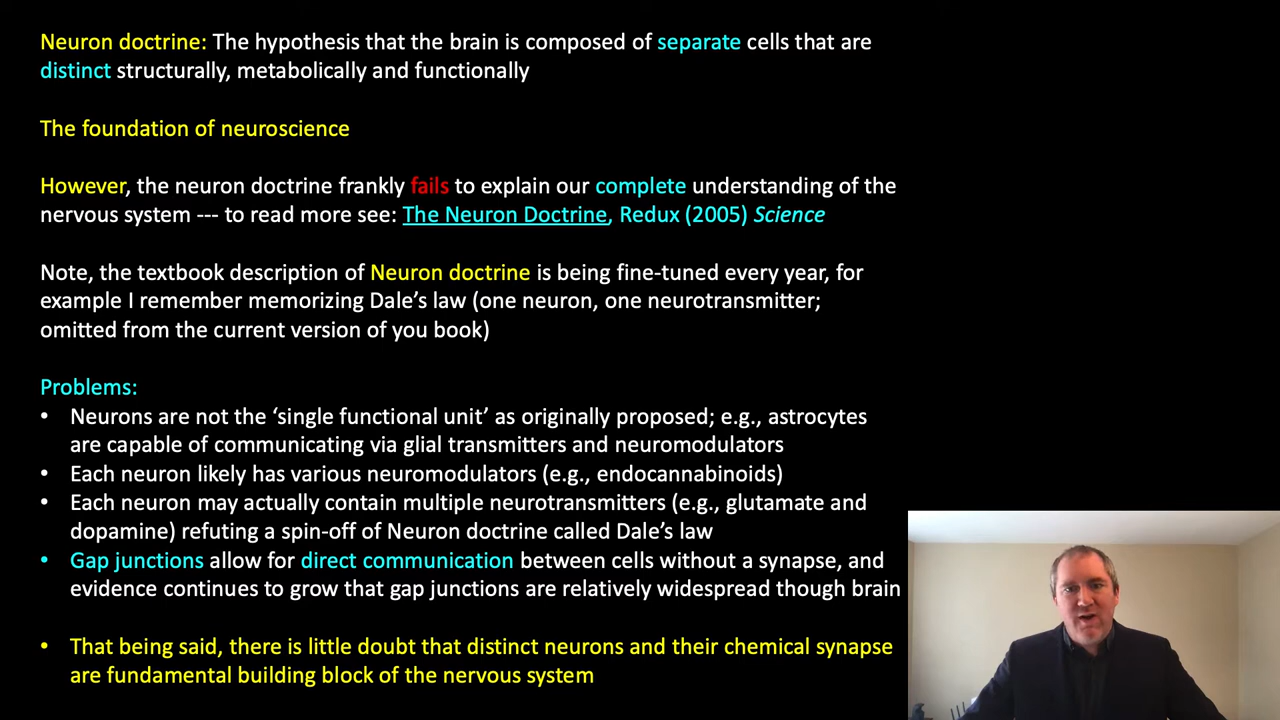 Neuron doctrine: The hypothesis that the brain is composed of separate cells that are
distinct structurally, metabolically and functionally
The foundation of neuroscience
However, the neuron doctrine frankly fails to explain our complete understanding of the
nervous system --- to read more see: The Neuron Doctrine, Redux (2005) Science
Note, the textbook description of Neuron doctrine is being fine-tuned every year, for
example I remember memorizing Dale’s law (one neuron, one neurotransmitter;
omitted from the current version of you book)
Problems:
• Neurons are not the ‘single functional unit’ as originally proposed; e.g., astrocytes
are capable of communicating via glial transmitters and neuromodulators
• Each neuron likely has various neuromodulators (e.g., endocannabinoids)
• Each neuron may actually contain multiple neurotransmitters (e.g., glutamate and
dopamine) refuting a spin-off of Neuron doctrine called Dale’s law
• Gap junctions allow for direct communication between cells without a synapse, and
evidence continues to grow that gap junctions are relatively widespread though brain
• That being said, there is little doubt that distinct neurons and their chemical synapse
are fundamental building block of the nervous system